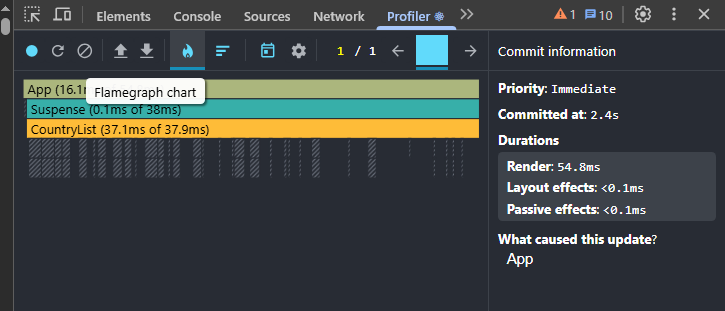 Elements Console Sources Network Profiler 1 10
1 / 1
Commit information
App (16.1m
Flamegraph chart
Suspense (0.1ms of 38ms)
CountryList (37.1ms of 37.9ms)
Priority: Immediate
Committed at: 2.4s
Durations
Render: 54.8ms
Layout effects: <0.1ms
Passive effects: <0.1ms
What caused this update?
App